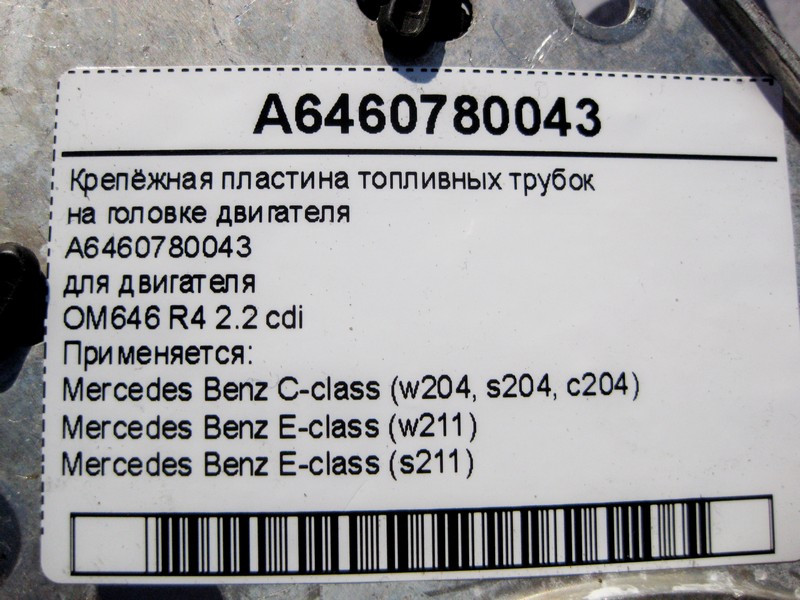 A6460780043
Крепёжная пластина топливных трубок
на головке двигателя
A6460780043
для двигателя
OM646 R4 2.2 cdi
Применяется:
Mercedes Benz C-class (w204, s204, c204)
Mercedes Benz E-class (w211)
Mercedes Benz E-class (s211)